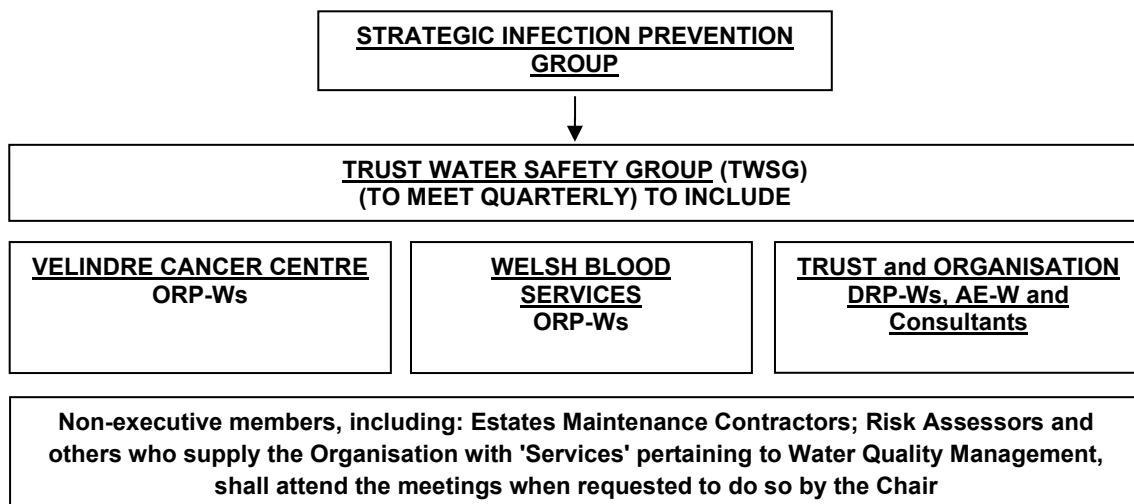 STRATEGIC INFECTION PREVENTION
GROUP
TRUST WATER SAFETY GROUP (TWSG)
(TO MEET QUARTERLY) TO INCLUDE
VELINDRE CANCER CENTRE
ORP-Ws
WELSH BLOOD
SERVICES
ORP-Ws
TRUST and ORGANISATION
DRP-Ws, AE-W and
Consultants
Non-executive members, including: Estates Maintenance Contractors; Risk Assessors and
others who supply the Organisation with 'Services' pertaining to Water Quality Management,
shall attend the meetings when requested to do so by the Chair